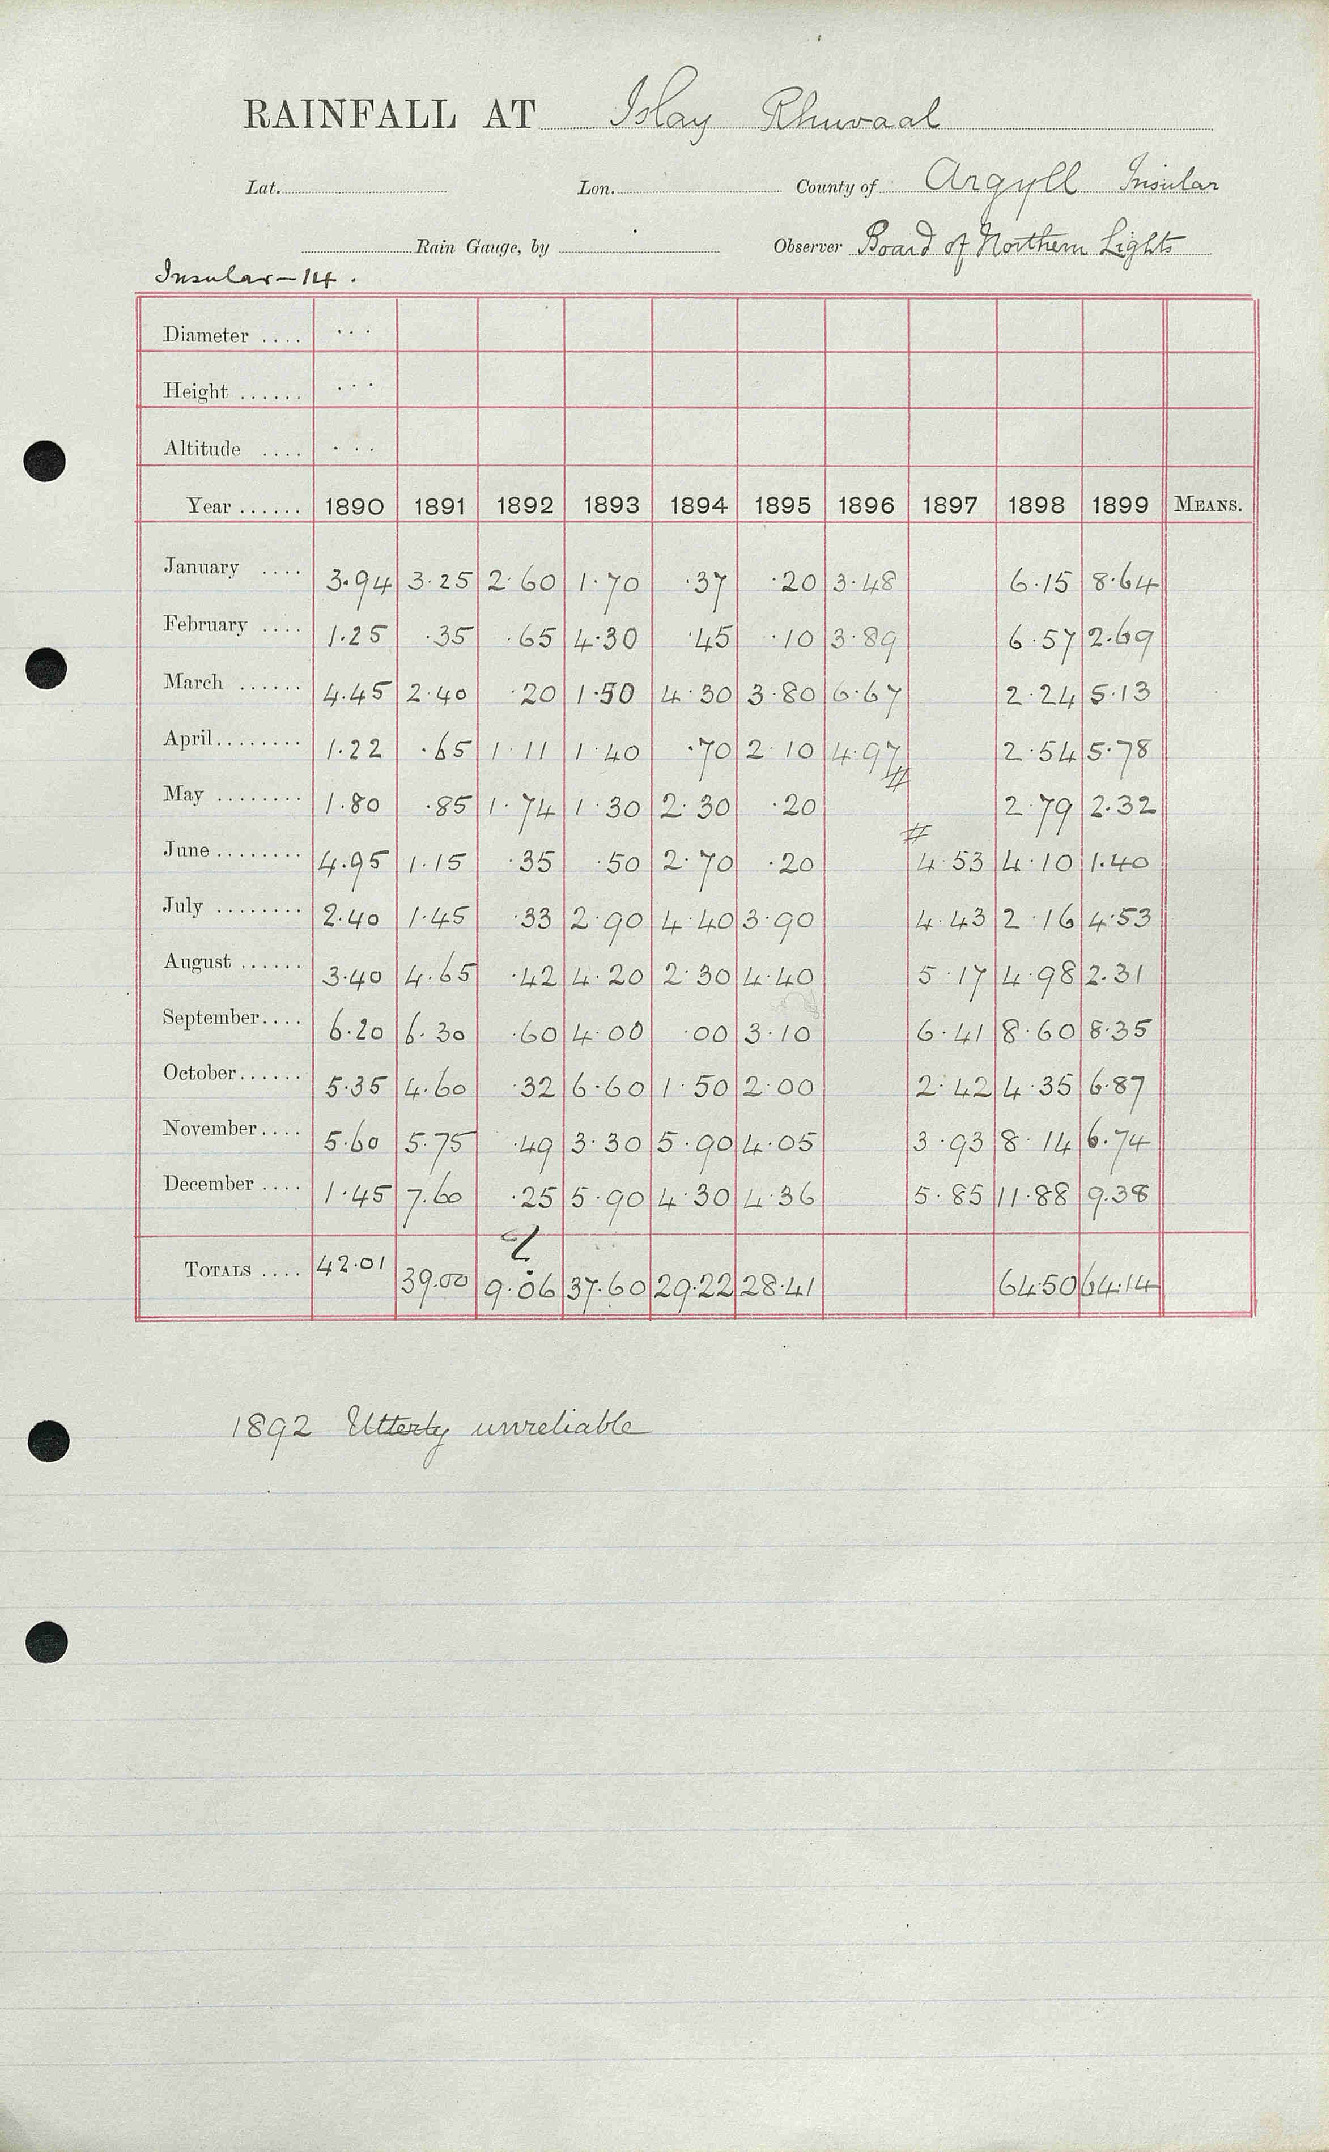 RAINFALL AT Islay Rhuvaal
Lat. Lon. County of Argyll Insular
Rain Gauge, by Observer Board of Northern Lights
Insular-14.
Diameter .... ...
Height ...... ...
Altitude .... ...
Year ...... 1890 1891 1892 1893 1894 1895 1896 1897 1898 1899 MEANS.
January .... 3.94 3.25 2.60 1.70 .37 .20 3.48 6.15 8.64
February .... 1.25 .35 .65 4.30 .45 .10 3.89 6.57 2.69
March ...... 4.45 2.40 .20 1.50 4.30 3.80 6.67 2.24 5.13
April........ 1.22 .65 1.11 1.40 .70 2.10 4.97 2.54 5.78
May ........ 1.80 .85 1.74 1.30 2.30 .20 2.79 2.32
June........ 4.95 1.15 .35 .50 2.70 .20 4.53 4.10 1.40
July ........ 2.40 1.45 .33 2.90 4.40 3.90 4.43 2.16 4.53
August ...... 3.40 4.65 .42 4.20 2.30 4.40 5.17 4.98 2.31
September.... 6.20 6.30 .60 4.00 .00 3.10 6.41 8.60 8.35
October...... 5.35 4.60 .32 6.60 1.50 2.00 2.42 4.35 6.87
November.... 5.60 5.75 .49 3.30 5.90 4.05 3.93 8.14 6.74
December .... 1.45 7.60 .25 5.90 4.30 4.36 5.85 11.88 9.38
?
TOTALS .... 42.01 39.00 9.06 37.60 29.22 28.41 64.50 64.14
1892 Utterly unreliable